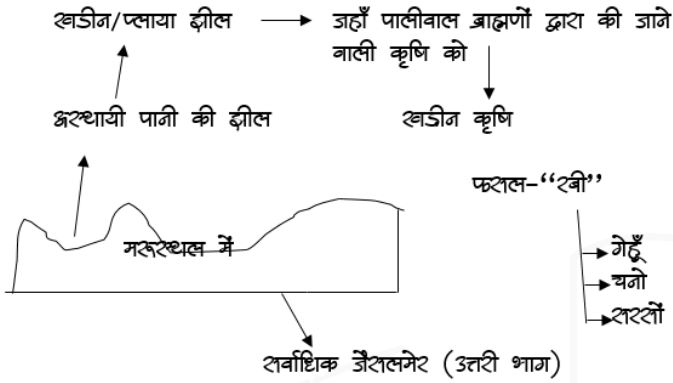 खडीन/प्लाया झील → जहाँ पालीवाल ब्राह्मणों द्वारा की जाने
वाली कृषि को
अस्थायी पानी की झील
खडीन कृषि
फसल-“रबी”
मरूस्थल में
गेहूँ
चनो
सरसों
सर्वाधिक जैसलमेर (उत्तरी भाग)